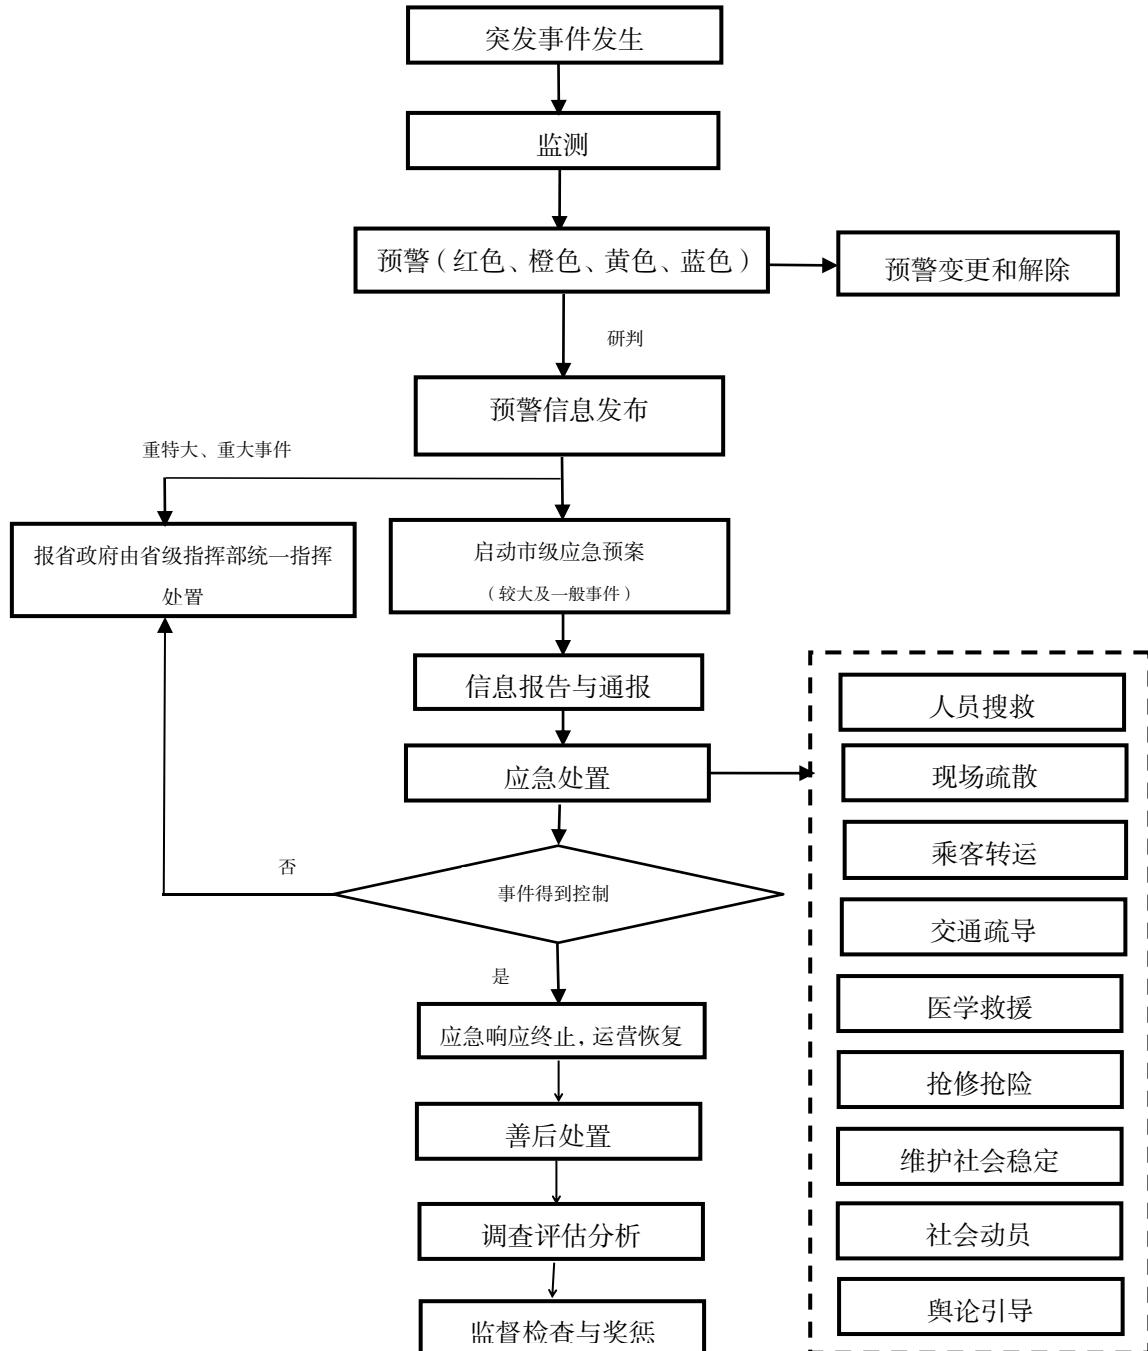 突发事件发生
监测
预警（红色、橙色、黄色、蓝色）
预警变更和解除
研判
预警信息发布
重特大、重大事件
报省政府由省级指挥部统一指挥
处置
启动市级应急预案
（较大及一般事件）
信息报告与通报
应急处置
人员搜救
现场疏散
乘客转运
交通疏导
医学救援
抢修抢险
维护社会稳定
社会动员
舆论引导
否
事件得到控制
是
应急响应终止，运营恢复
善后处置
调查评估分析
监督检查与奖惩